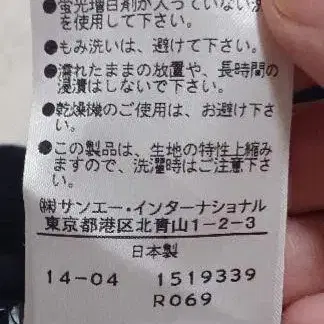 ●蛍光増白剤が入っていない洗
を使用して下さい。
●もみ洗いは、避けて下さい。
●濡れたままの放置や、長時間の
浸漬はしないで下さい。
●乾燥機のご使用は、お避け下さ
い。
●この製品は、生地の特性上縮み
ますので、洗濯時はご注意下さ
い。
㈱サンエー・インターナショナル
東京都港区北青山1-2-3
日本製
14-04 1519339
R069